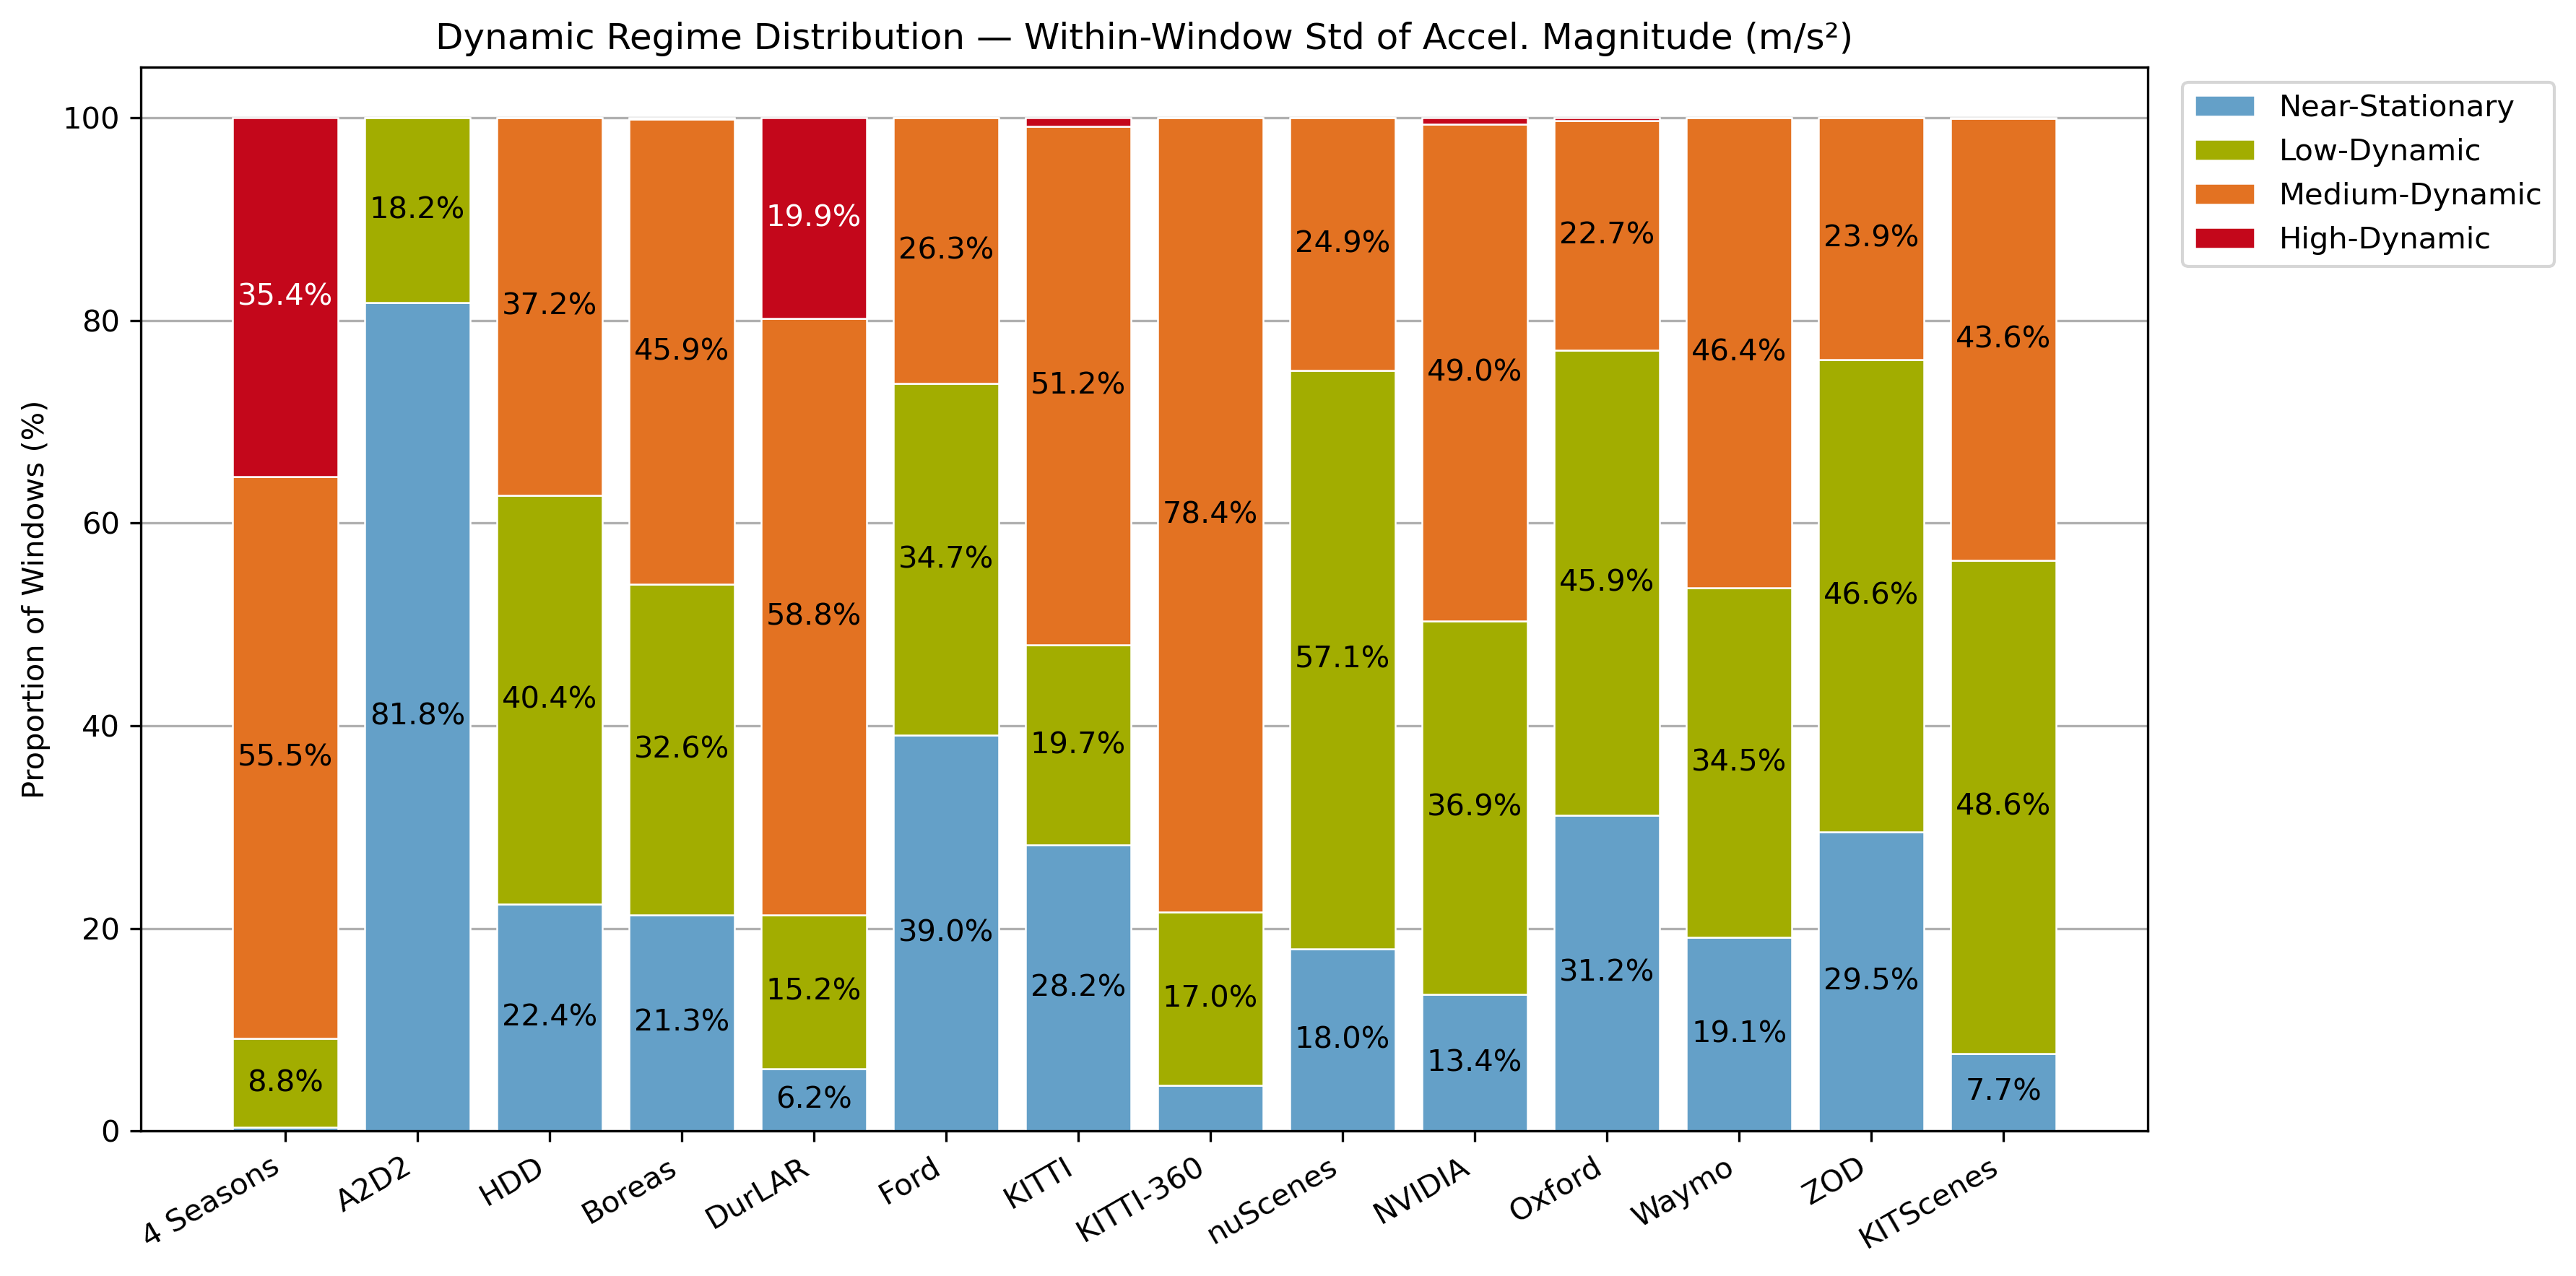 Dynamic Regime Distribution — Within-Window Std of Accel. Magnitude (m/s²)
Proportion of Windows (%)
100
80
60
40
20
0
35.4%
55.5%
8.8%
18.2%
81.8%
37.2%
40.4%
22.4%
45.9%
32.6%
21.3%
19.9%
58.8%
15.2%
6.2%
26.3%
34.7%
39.0%
51.2%
19.7%
28.2%
78.4%
17.0%
24.9%
57.1%
18.0%
49.0%
36.9%
13.4%
22.7%
45.9%
31.2%
46.4%
34.5%
19.1%
23.9%
46.6%
29.5%
43.6%
48.6%
7.7%
4 Seasons
A2D2
HDD
Boreas
DurLAR
Ford
KITTI
KITTI-360
nuScenes
NVIDIA
Oxford
Waymo
ZOD
KITScenes
Near-Stationary
Low-Dynamic
Medium-Dynamic
High-Dynamic